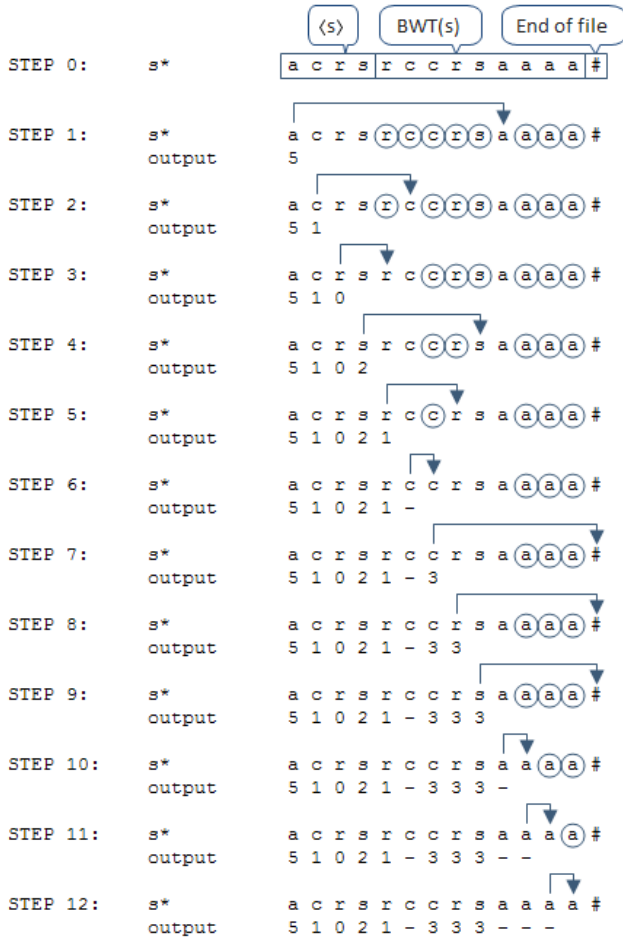 ⟨s⟩ BWT(s) End of file
STEP 0: s* a c r s r c c r s a a a a #
STEP 1: s* a c r s r c c r s a a a a #
output 5
STEP 2: s* a c r s r c c r s a a a a #
output 5 1
STEP 3: s* a c r s r c c r s a a a a #
output 5 1 0
STEP 4: s* a c r s r c c r s a a a a #
output 5 1 0 2
STEP 5: s* a c r s r c c r s a a a a #
output 5 1 0 2 1
STEP 6: s* a c r s r c c r s a a a a #
output 5 1 0 2 1 -
STEP 7: s* a c r s r c c r s a a a a #
output 5 1 0 2 1 - 3
STEP 8: s* a c r s r c c r s a a a a #
output 5 1 0 2 1 - 3 3
STEP 9: s* a c r s r c c r s a a a a #
output 5 1 0 2 1 - 3 3 3
STEP 10: s* a c r s r c c r s a a a a #
output 5 1 0 2 1 - 3 3 3 -
STEP 11: s* a c r s r c c r s a a a a #
output 5 1 0 2 1 - 3 3 3 - -
STEP 12: s* a c r s r c c r s a a a a #
output 5 1 0 2 1 - 3 3 3 - - -